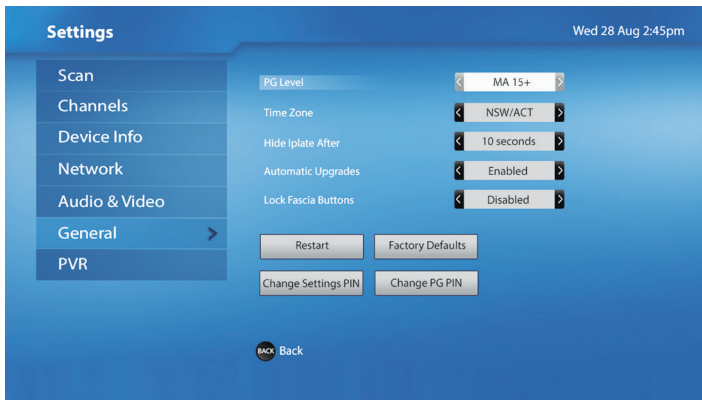 Settings
Wed 28 Aug 2:45pm
Scan
Channels
Device Info
Network
Audio & Video
General
PVR
PG Level
MA 15+
Time Zone
NSW/ACT
Hide Iplate After
10 seconds
Automatic Upgrades
Enabled
Lock Fascia Buttons
Disabled
Restart
Factory Defaults
Change Settings PIN
Change PG PIN
BACK Back